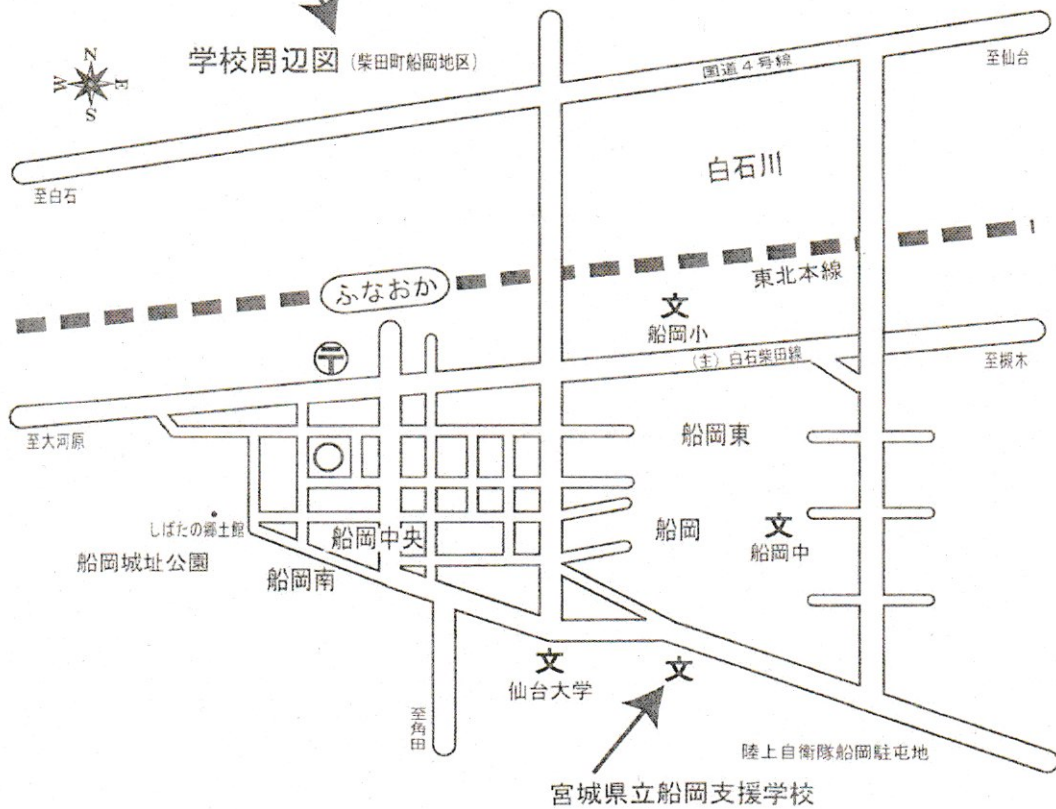 学校周辺図 (柴田町船岡地区)
N
W E
S
国道4号線
至仙台
至白石
白石川
東北本線
ふなおか
文
船岡小
(主) 白石柴田線
至槻木
〒
至大河原
船岡東
しばたの郷土館
船岡城址公園
船岡中央
船岡南
船岡
文
船岡中
文
仙台大学
文
至角田
陸上自衛隊船岡駐屯地
宮城県立船岡支援学校